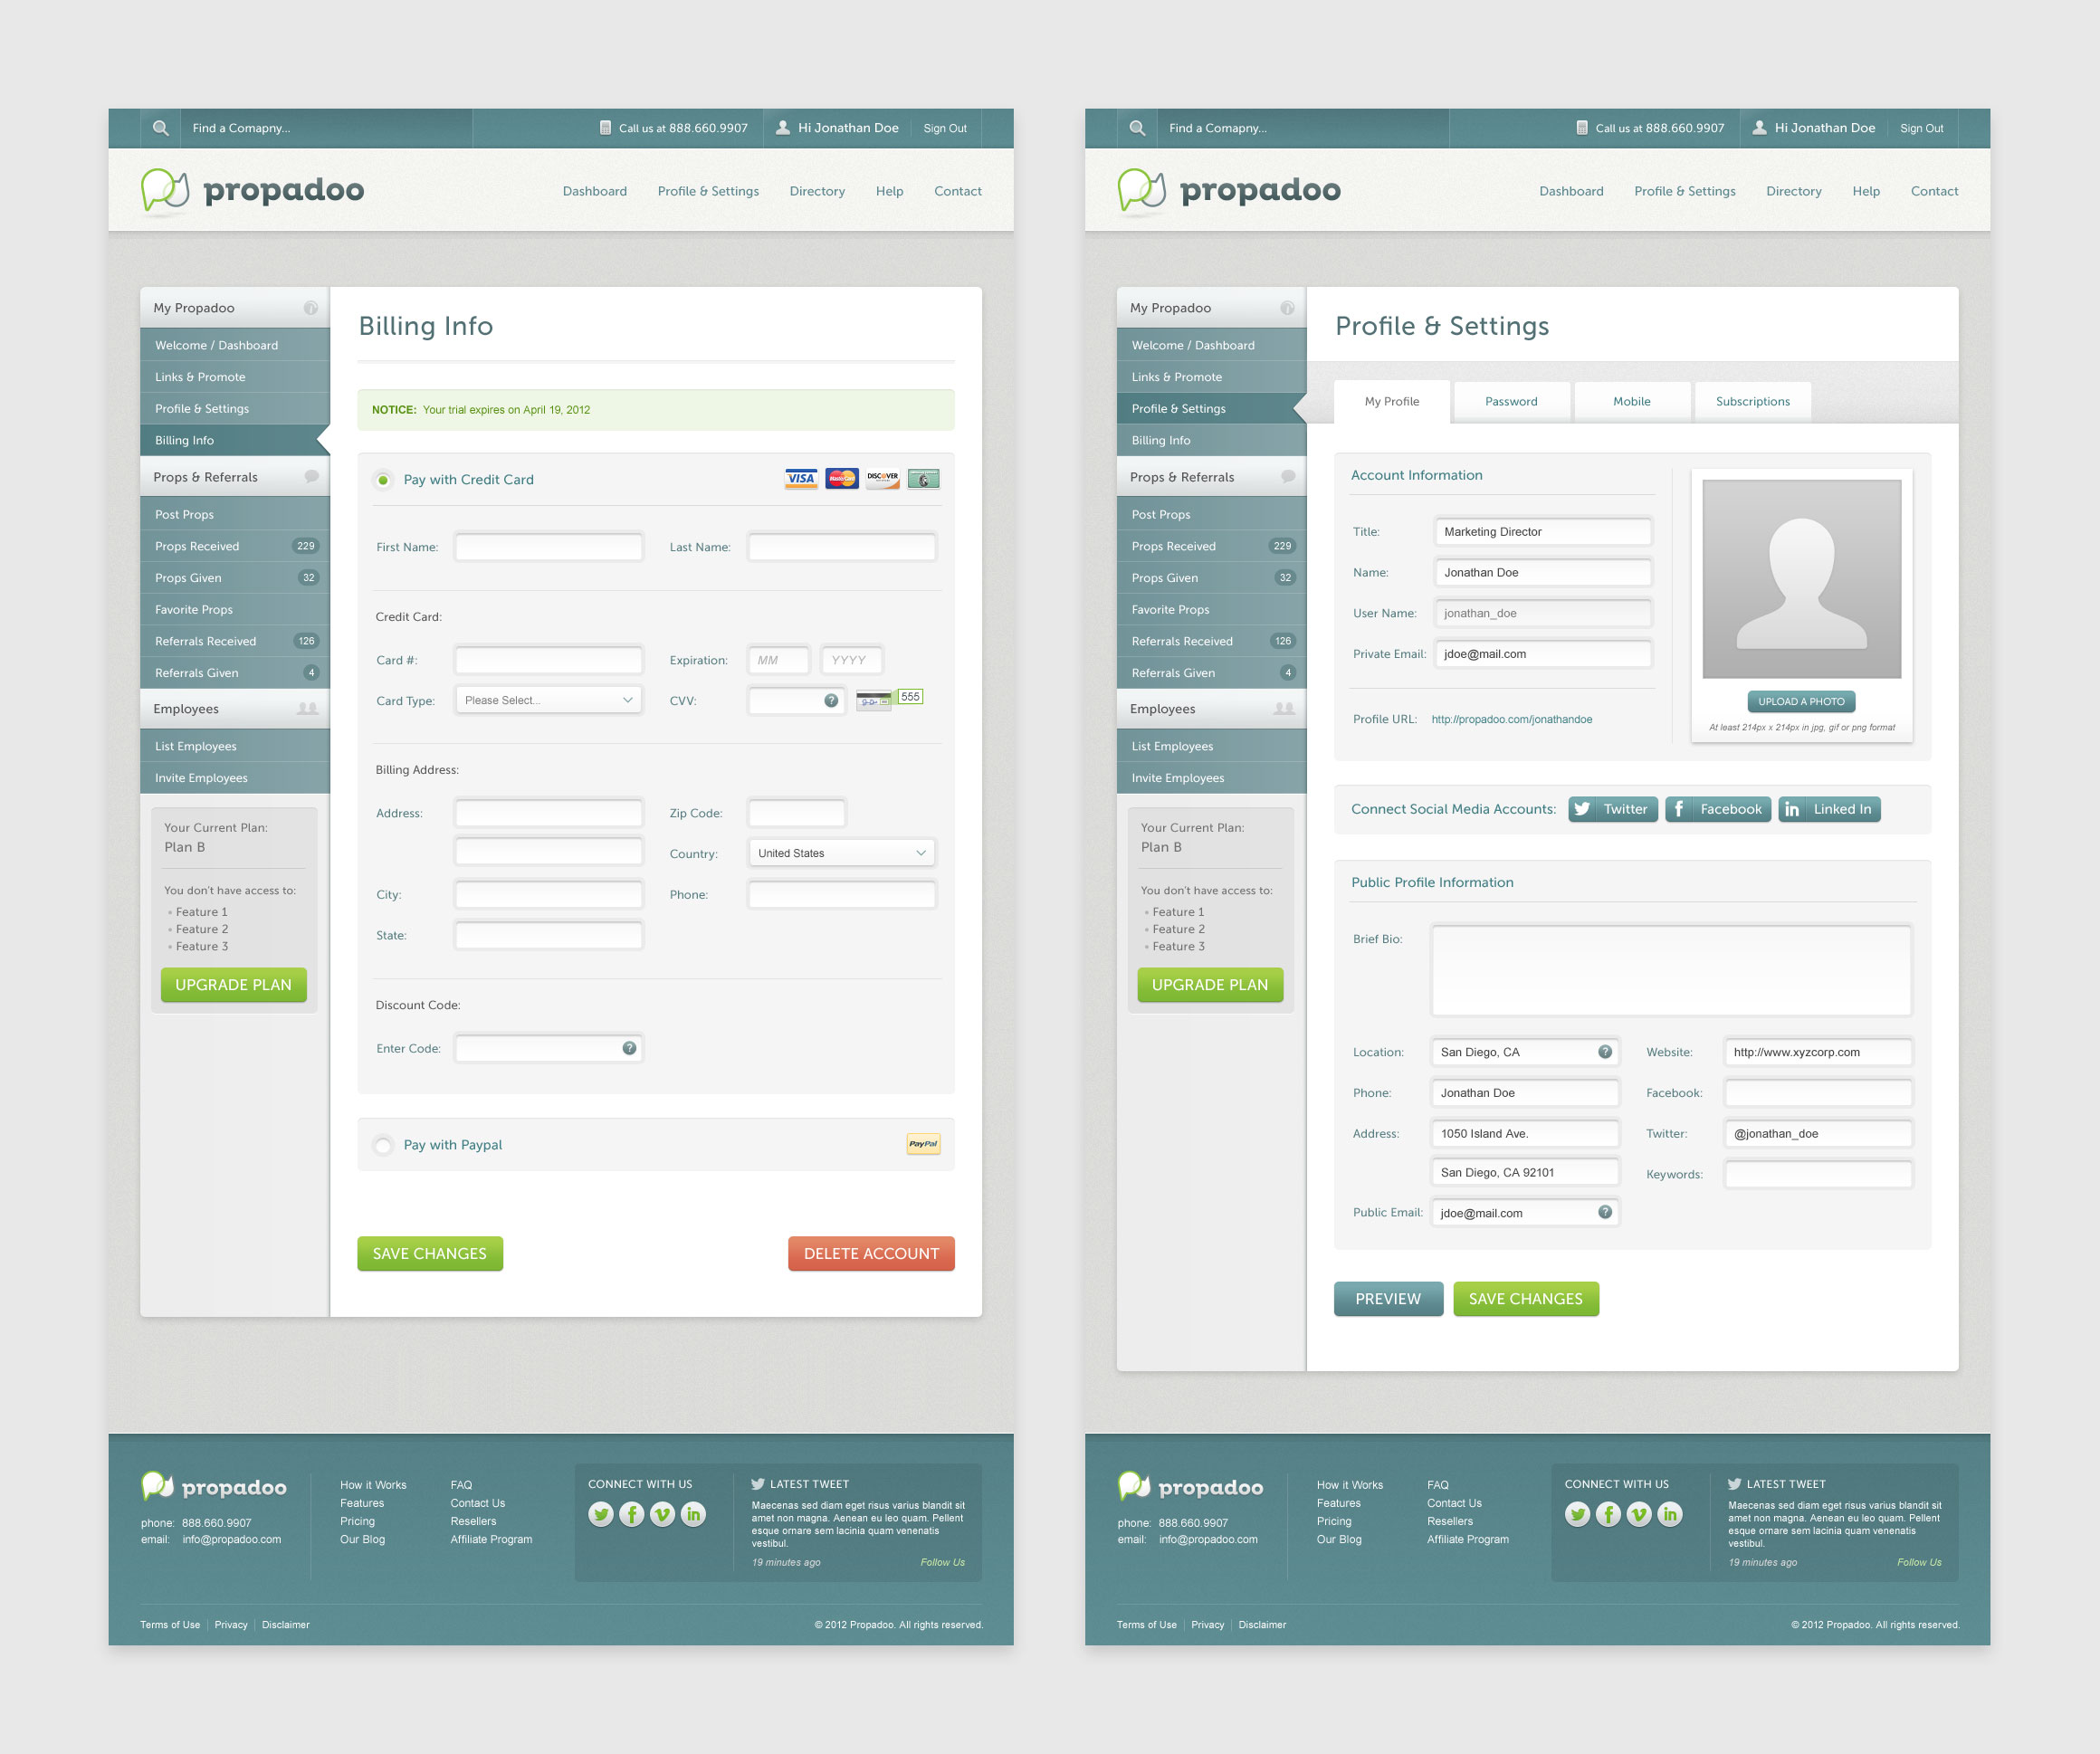 Find a Comapny...
Call us at 888.660.9907
Hi Jonathan Doe
Sign Out
propadoo
Dashboard
Profile & Settings
Directory
Help
Contact
My Propadoo
Welcome / Dashboard
Links & Promote
Profile & Settings
Billing Info
Props & Referrals
Post Props
Props Received 229
Props Given 32
Favorite Props
Referrals Received 126
Referrals Given 4
Employees
List Employees
Invite Employees
Your Current Plan:
Plan B
You don't have access to:
Feature 1
Feature 2
Feature 3
UPGRADE PLAN
Billing Info
NOTICE: Your trial expires on April 19, 2012
Pay with Credit Card
VISA
MasterCard
DISCOVER
First Name:
Last Name:
Credit Card:
Card #:
Expiration: MM YYYY
Card Type: Please Select...
CVV: ? 555
Billing Address:
Address:
Zip Code:
Country: United States
City:
Phone:
State:
Discount Code:
Enter Code: ?
Pay with Paypal
PayPal
SAVE CHANGES
DELETE ACCOUNT
propadoo
phone: 888.660.9907
email: info@propadoo.com
How it Works
Features
Pricing
Our Blog
FAQ
Contact Us
Resellers
Affiliate Program
CONNECT WITH US
LATEST TWEET
Maecenas sed diam eget risus varius blandit sit
amet non magna. Aenean eu leo quam. Pellent
esque ornare sem lacinia quam venenatis
vestibul.
19 minutes ago
Follow Us
Terms of Use
Privacy
Disclaimer
© 2012 Propadoo. All rights reserved.
Find a Comapny...
Call us at 888.660.9907
Hi Jonathan Doe
Sign Out
propadoo
Dashboard
Profile & Settings
Directory
Help
Contact
My Propadoo
Welcome / Dashboard
Links & Promote
Profile & Settings
Billing Info
Props & Referrals
Post Props
Props Received 229
Props Given 32
Favorite Props
Referrals Received 126
Referrals Given 4
Employees
List Employees
Invite Employees
Your Current Plan:
Plan B
You don't have access to:
Feature 1
Feature 2
Feature 3
UPGRADE PLAN
Profile & Settings
My Profile
Password
Mobile
Subscriptions
Account Information
Title: Marketing Director
Name: Jonathan Doe
User Name: jonathan_doe
Private Email: jdoe@mail.com
Profile URL: http://propadoo.com/jonathandoe
UPLOAD A PHOTO
At least 214px x 214px in jpg, gif or png format
Connect Social Media Accounts:
Twitter
Facebook
Linked In
Public Profile Information
Brief Bio:
Location: San Diego, CA ?
Website: http://www.xyzcorp.com
Phone: Jonathan Doe
Facebook:
Address: 1050 Island Ave.
Twitter: @jonathan_doe
San Diego, CA 92101
Keywords:
Public Email: jdoe@mail.com ?
PREVIEW
SAVE CHANGES
propadoo
phone: 888.660.9907
email: info@propadoo.com
How it Works
Features
Pricing
Our Blog
FAQ
Contact Us
Resellers
Affiliate Program
CONNECT WITH US
LATEST TWEET
Maecenas sed diam eget risus varius blandit sit
amet non magna. Aenean eu leo quam. Pellent
esque ornare sem lacinia quam venenatis
vestibul.
19 minutes ago
Follow Us
Terms of Use
Privacy
Disclaimer
© 2012 Propadoo. All rights reserved.